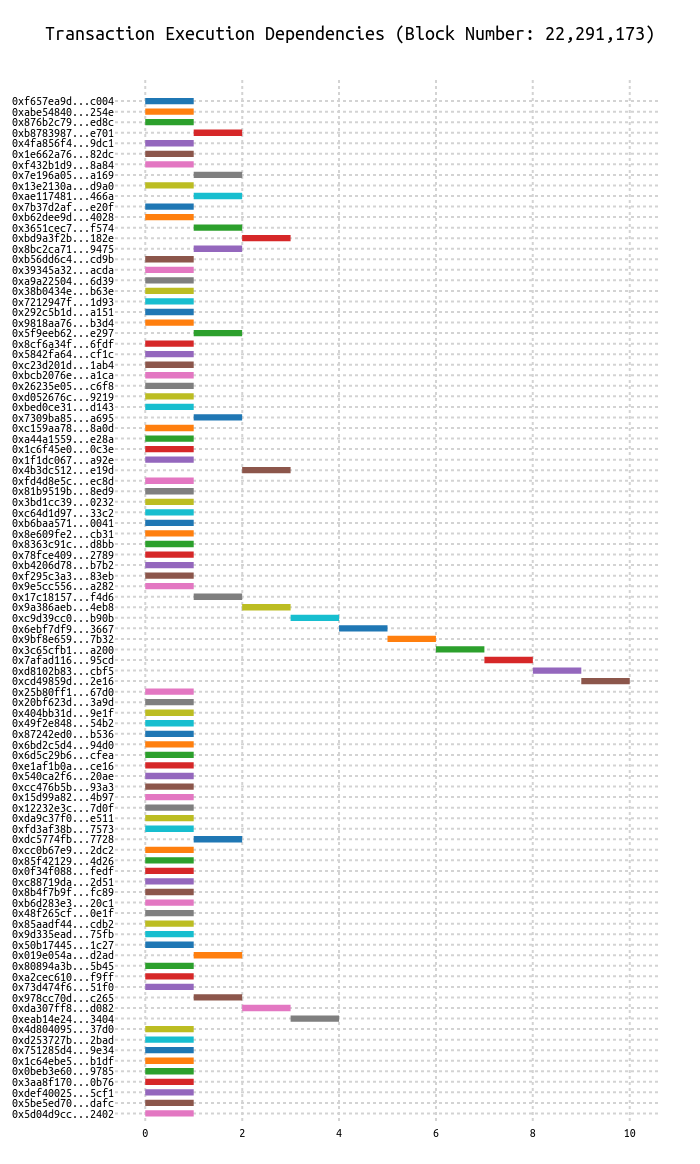 Transaction Execution Dependencies (Block Number: 22,291,173)
0xf657ea9d...c004
0xabe54840...254e
0x876b2c79...ed8c
0xb8783987...e701
0x4fa856f4...9dc1
0x1e662a76...82dc
0xf432b1d9...8a84
0x7e196a05...a169
0x13e2130a...d9a0
0xae117481...466a
0x7b37d2af...e20f
0xb62dee9d...4028
0x3651cec7...f574
0xbd9a3f2b...182e
0x8bc2ca71...9475
0xb56dd6c4...cd9b
0x39345a32...acda
0xa9a22504...6d39
0x38b0434e...b63e
0x7212947f...1d93
0x292c5b1d...a151
0x9818aa76...b3d4
0x5f9eeb62...e297
0x8cf6a34f...6fdf
0x5842fa64...cf1c
0xc23d201d...1ab4
0xbcb2076e...a1ca
0x26235e05...c6f8
0xd052676c...9219
0xbed0ce31...d143
0x7309ba85...a695
0xc159aa78...8a0d
0xa44a1559...e28a
0x1c6f45e0...0c3e
0x1f1dc067...a92e
0x4b3dc512...e19d
0xfd4d8e5c...ec8d
0x81b9519b...8ed9
0x3bd1cc39...0232
0xc64d1d97...33c2
0xb6baa571...0041
0x8e609fe2...cb31
0x8363c91c...d8bb
0x78fce409...2789
0xb4206d78...b7b2
0xf295c3a3...83eb
0x9e5cc556...a282
0x17c18157...f4d6
0x9a386aeb...4eb8
0xc9d39cc0...b90b
0x6ebf7df9...3667
0x9bf8e659...7b32
0x3c65cfb1...a200
0x7afad116...95cd
0xd8102b83...cbf5
0xcd49859d...2e16
0x25b80ff1...67d0
0x20bf623d...3a9d
0x404bb31d...9e1f
0x49f2e848...54b2
0x87242ed0...b536
0x6bd2c5d4...94d0
0x6d5c29b6...cfea
0xe1af1b0a...ce16
0x540ca2f6...20ae
0xcc476b5b...93a3
0x15d99a82...4b97
0x12232e3c...7d0f
0xda9c37f0...e511
0xfd3af38b...7573
0xdc5774fb...7728
0xcc0b67e9...2dc2
0x85f42129...4d26
0x0f34f088...fedf
0xc88719da...2d51
0x8b4f7b9f...fc89
0xb6d283e3...20c1
0x48f265cf...0e1f
0x85aadf44...cdb2
0x9d335ead...75fb
0x50b17445...1c27
0x019e054a...d2ad
0x80894a3b...5b45
0xa2cec610...f9ff
0x73d474f6...51f0
0x978cc70d...c265
0xda307ff8...d082
0xeab14e24...3404
0x4d804095...37d0
0xd253727b...2bad
0x751285d4...9e34
0x1c64ebe5...b1df
0x0beb3e60...9785
0x3aa8f170...0b76
0xdef40025...5cf1
0x5be5ed70...dafc
0x5d04d9cc...2402
0 2 4 6 8 10